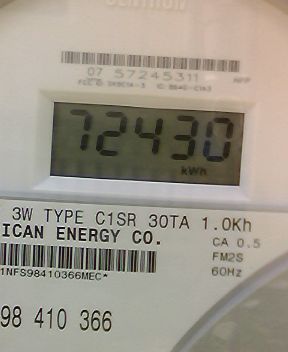 CENTRON
07 57245311
72430
kWh
3W TYPE C1SR 30TA 1.0Kh
ICAN ENERGY CO.
CA 0.5
FM2S
60Hz
1NFS98410366MEC*
98 410 366